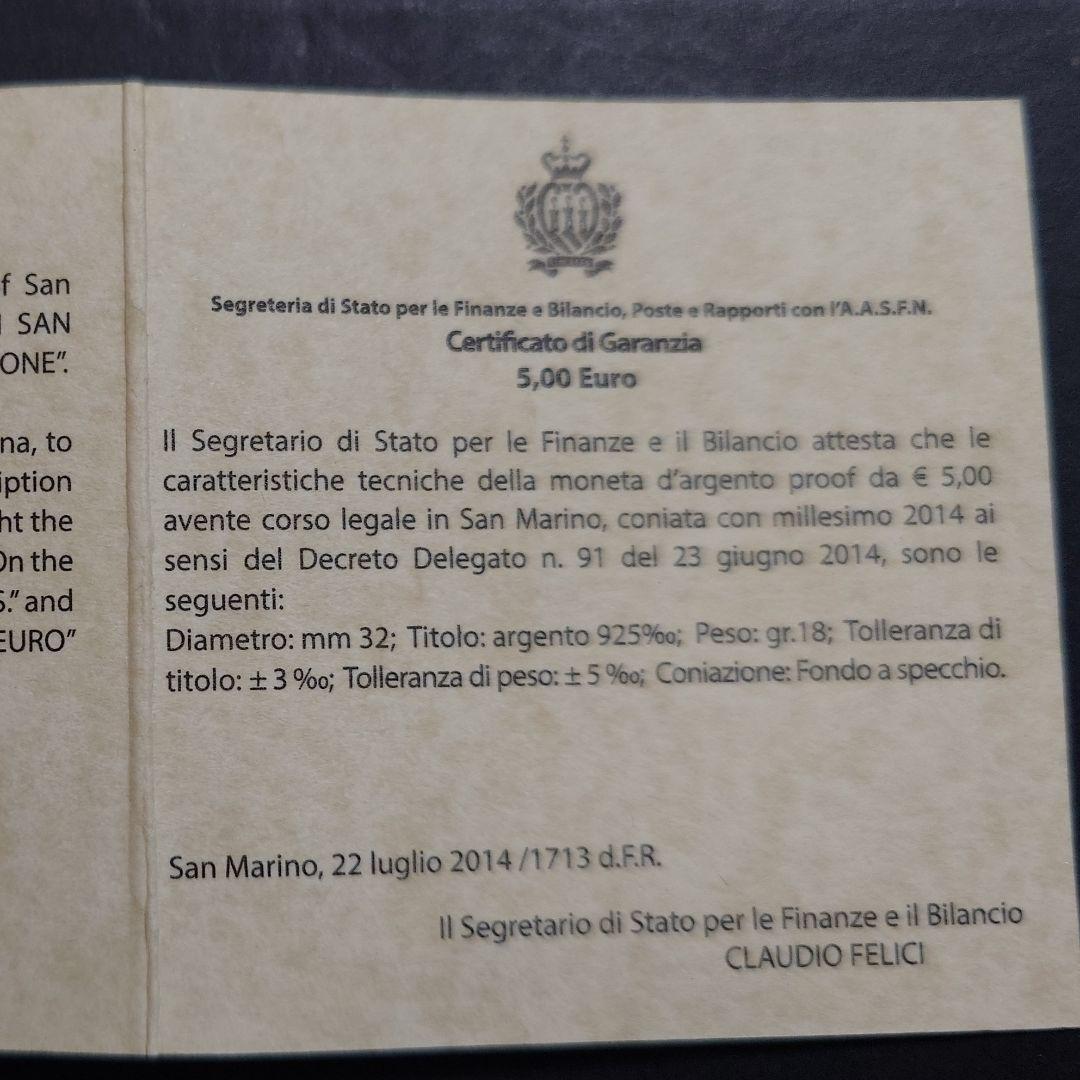 f San
SAN
ONE”.
na, to
iption
ht the
On the
S.” and
EURO”
Segreteria di Stato per le Finanze e Bilancio, Poste e Rapporti con l’A.A.S.F.N.
Certificato di Garanzia
5,00 Euro
Il Segretario di Stato per le Finanze e il Bilancio attesta che le
caratteristiche tecniche della moneta d’argento proof da € 5,00
avente corso legale in San Marino, coniata con millesimo 2014 ai
sensi del Decreto Delegato n. 91 del 23 giugno 2014, sono le
seguenti:
Diametro: mm 32; Titolo: argento 925‰; Peso: gr.18; Tolleranza di
titolo: ± 3 ‰; Tolleranza di peso: ± 5 ‰; Coniazione: Fondo a specchio.
San Marino, 22 luglio 2014 /1713 d.F.R.
Il Segretario di Stato per le Finanze e il Bilancio
CLAUDIO FELICI